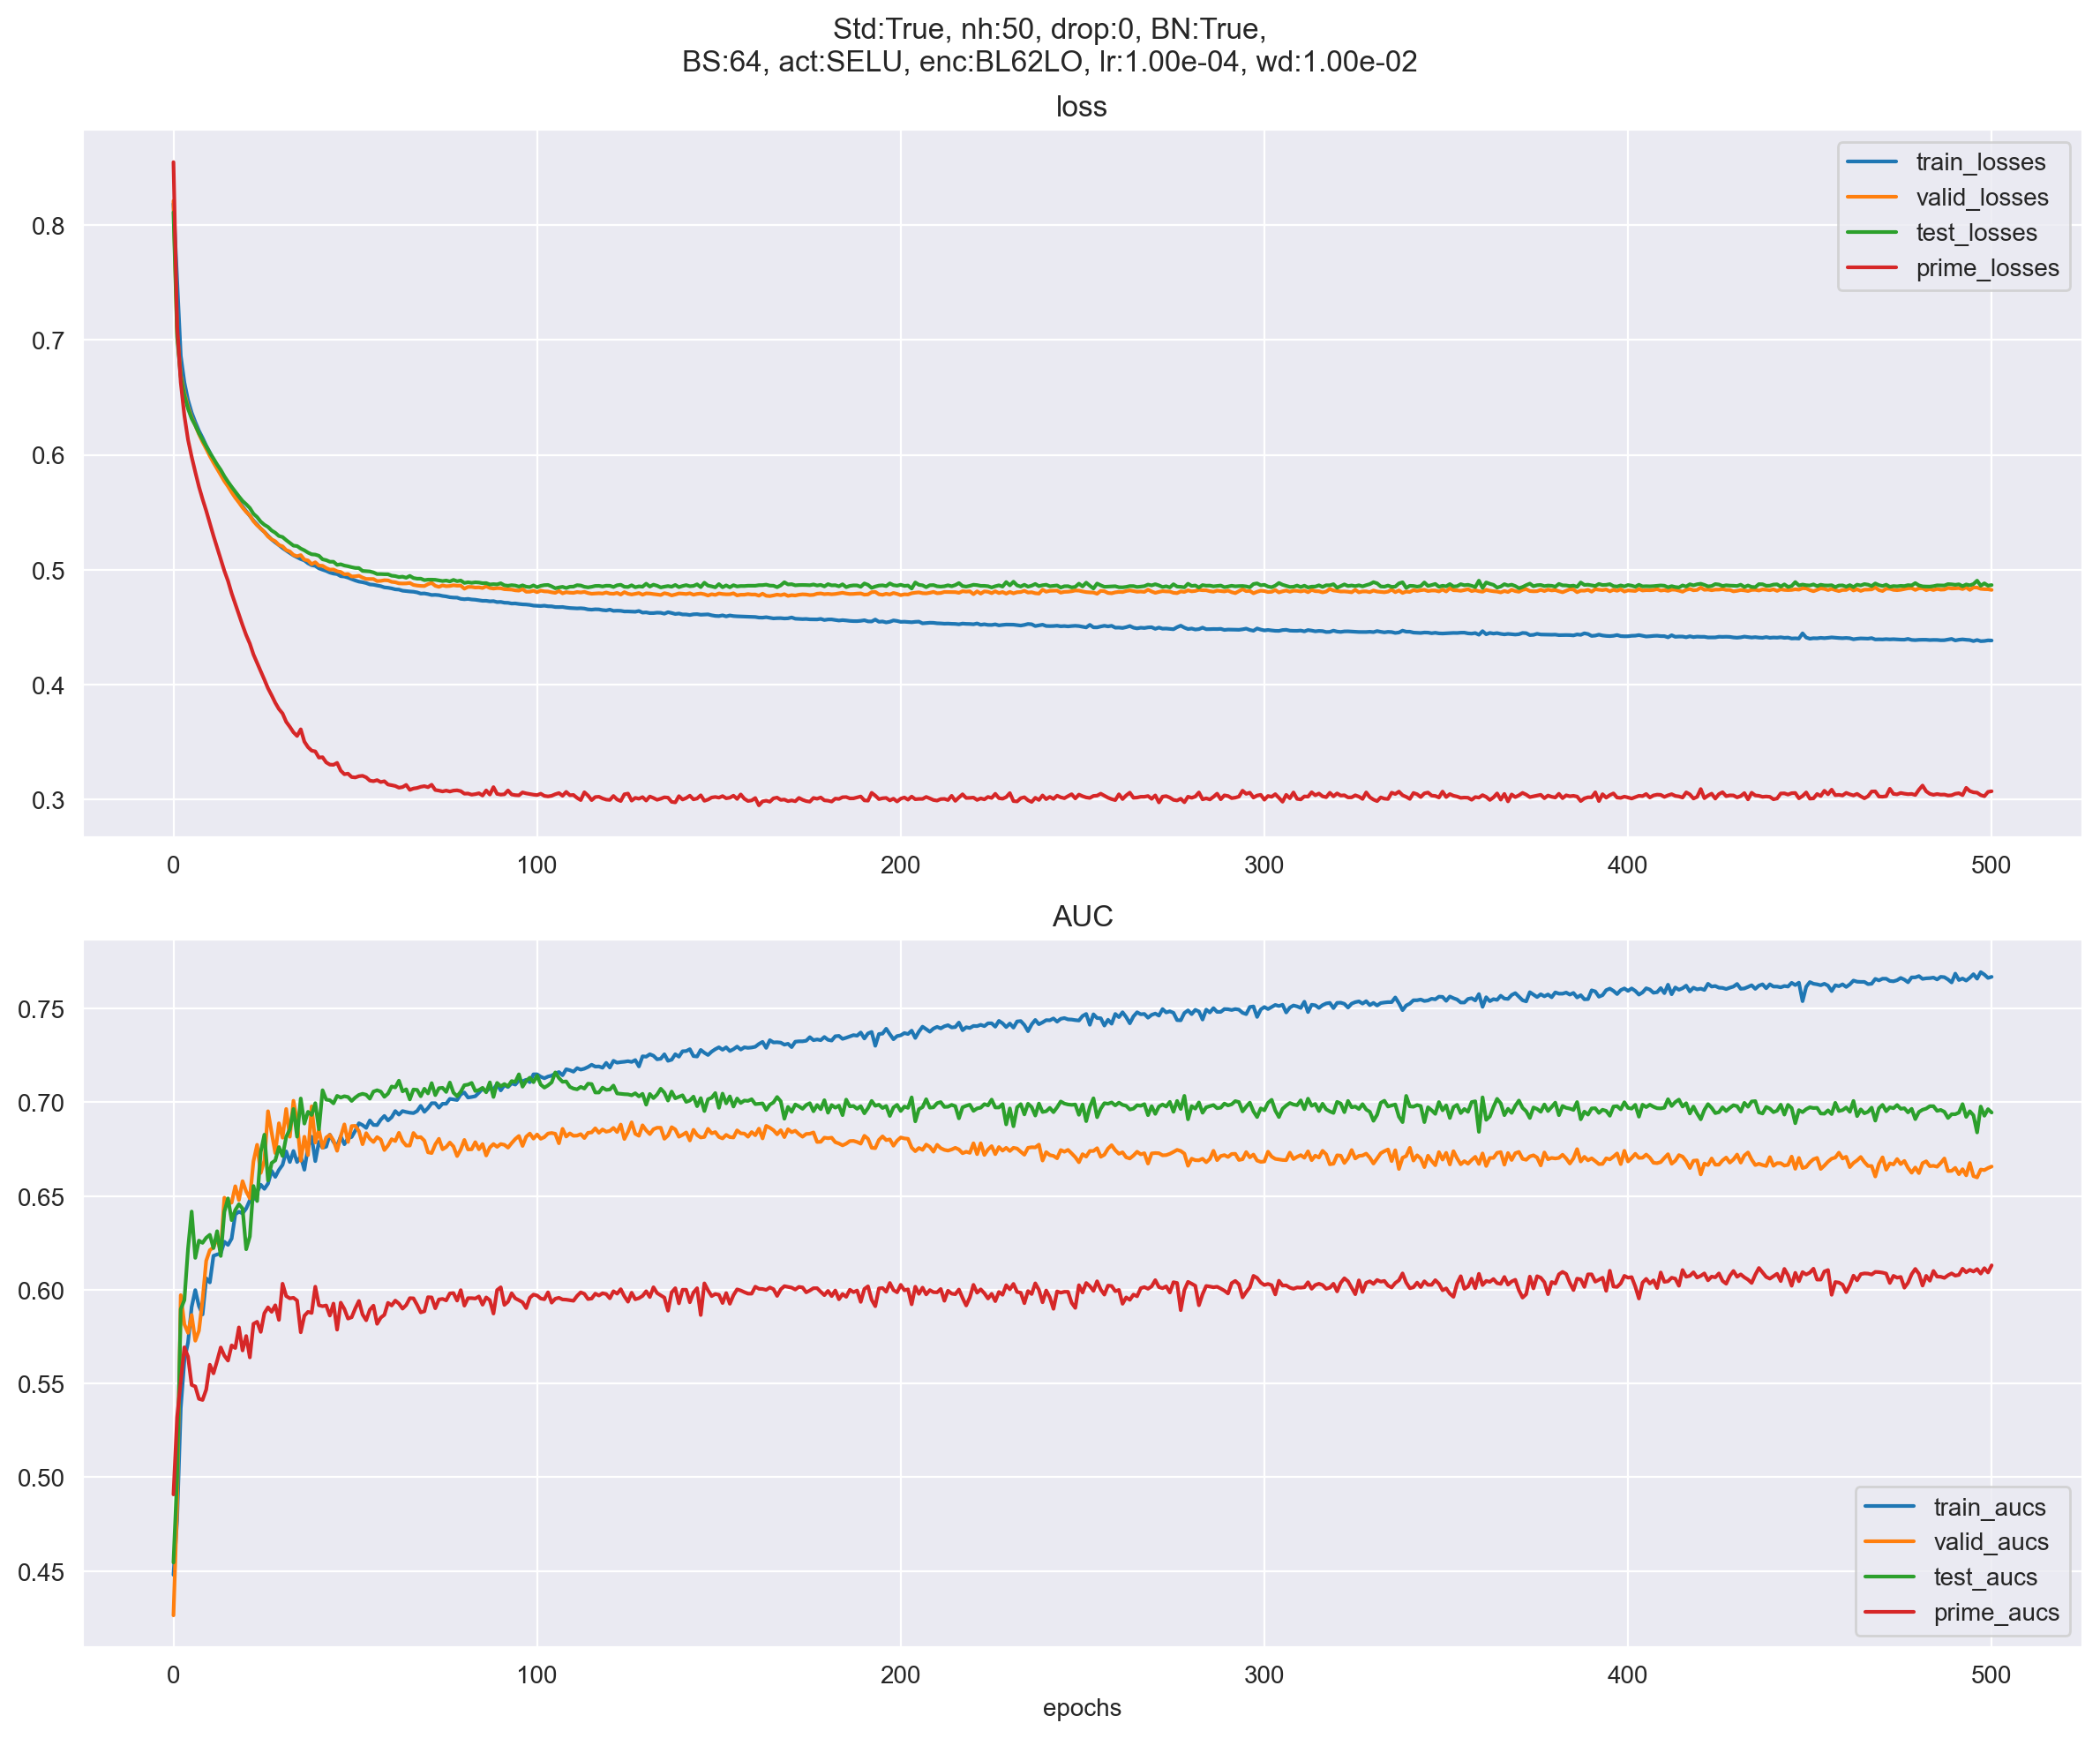 Std:True, nh:50, drop:0, BN:True,
BS:64, act:SELU, enc:BL62LO, lr:1.00e-04, wd:1.00e-02
loss
train_losses
valid_losses
test_losses
prime_losses
0.8
0.7
0.6
0.5
0.4
0.3
0 100 200 300 400 500
AUC
0.75
0.70
0.65
0.60
0.55
0.50
0.45
train_aucs
valid_aucs
test_aucs
prime_aucs
0 100 200 300 400 500
epochs